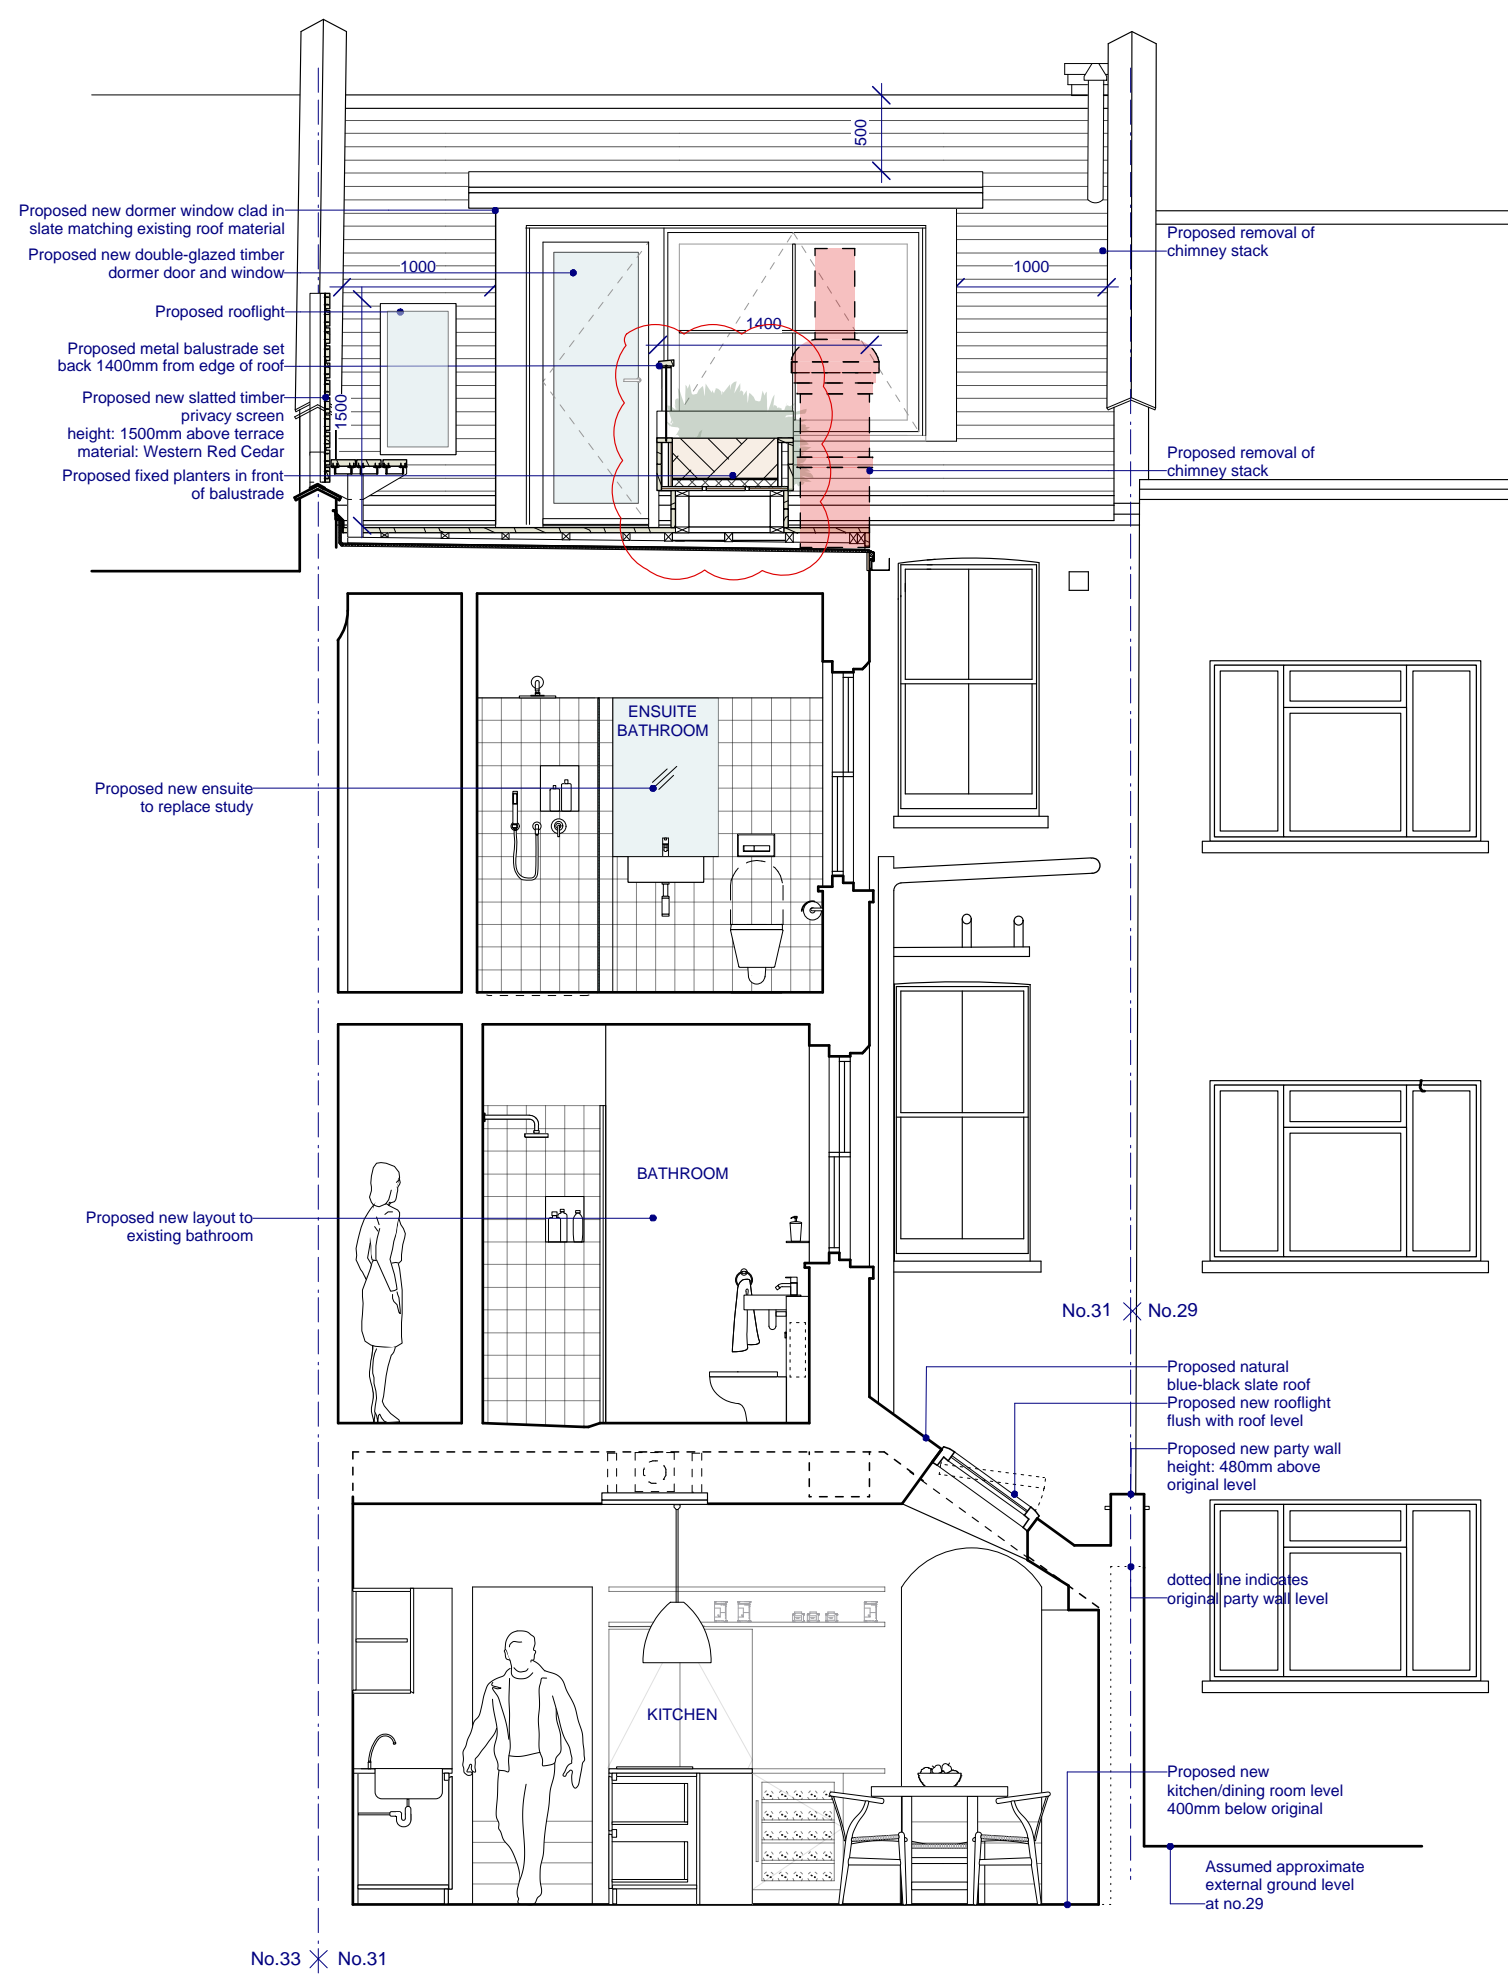 500
Proposed new dormer window clad in
slate matching existing roof material
Proposed new double-glazed timber
dormer door and window
Proposed rooflight
Proposed metal balustrade set
back 1400mm from edge of roof
Proposed new slatted timber
privacy screen
height: 1500mm above terrace
material: Western Red Cedar
Proposed fixed planters in front
of balustrade
1000
1500
1400
1000
Proposed removal of
chimney stack
Proposed removal of
chimney stack
ENSUITE
BATHROOM
Proposed new ensuite
to replace study
BATHROOM
Proposed new layout to
existing bathroom
No.31
No.29
Proposed natural
blue-black slate roof
Proposed new rooflight
flush with roof level
Proposed new party wall
height: 480mm above
original level
dotted line indicates
original party wall level
KITCHEN
Proposed new
kitchen/dining room level
400mm below original
Assumed approximate
external ground level
at no.29
No.33
No.31